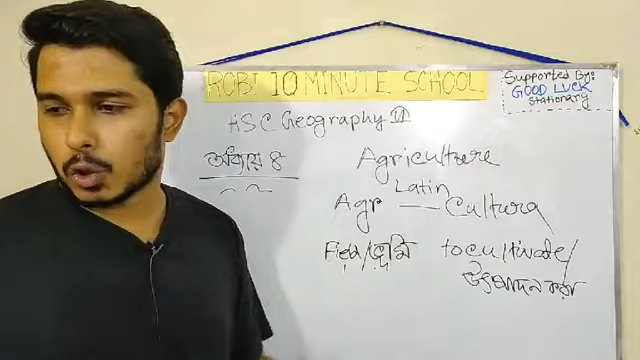 ROBI 10 MINUTE SCHOOL
Supported By:
GOOD LUCK
Stationary
HSC Geography II
অধ্যায় ৪
Agriculture
Latin
Agr — Cultura
Field/ভূমি
to cultivate/
উৎপাদন করা